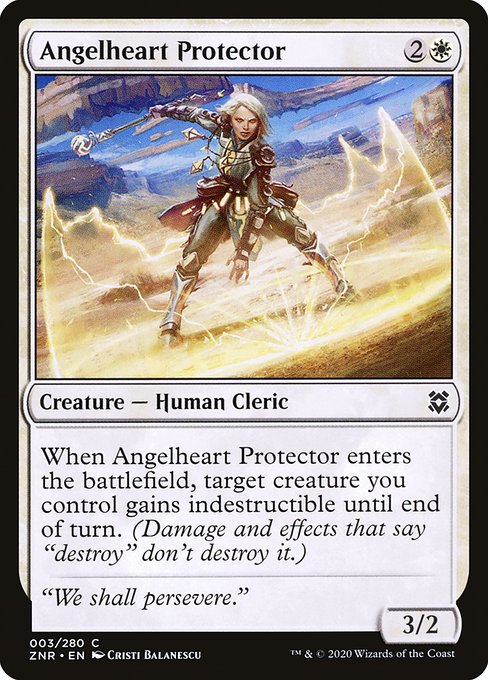 Angelheart Protector 2
Creature — Human Cleric
When Angelheart Protector enters
the battlefield, target creature you
control gains indestructible until end
of turn. (Damage and effects that say
“destroy” don’t destroy it.)
“We shall persevere.”
3/2
003/280 C
ZNR • EN Cristi Balanescu
™ & © 2020 Wizards of the Coast